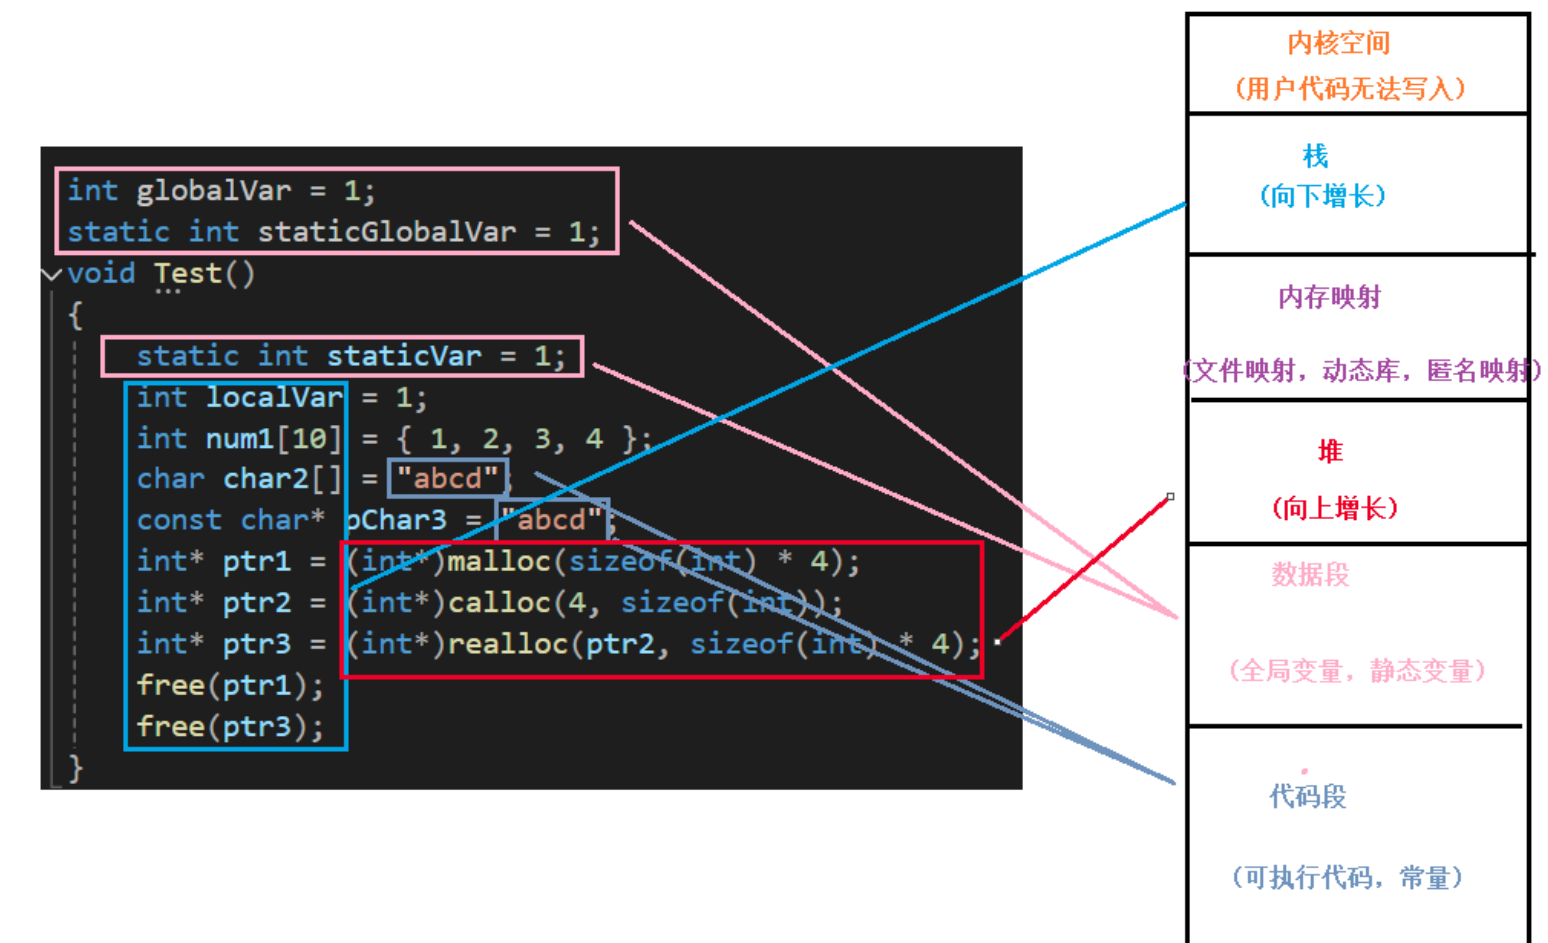 int globalVar = 1;
static int staticGlobalVar = 1;
void Test()
{
static int staticVar = 1;
int localVar = 1;
int num1[10] = { 1, 2, 3, 4 };
char char2[] = "abcd";
const char* pChar3 = "abcd";
int* ptr1 = (int*)malloc(sizeof(int) * 4);
int* ptr2 = (int*)calloc(4, sizeof(int));
int* ptr3 = (int*)realloc(ptr2, sizeof(int) * 4);
free(ptr1);
free(ptr3);
}
内核空间
(用户代码无法写入)
栈
(向下增长)
内存映射
(文件映射，动态库，匿名映射)
堆
(向上增长)
数据段
(全局变量，静态变量)
代码段
(可执行代码，常量)